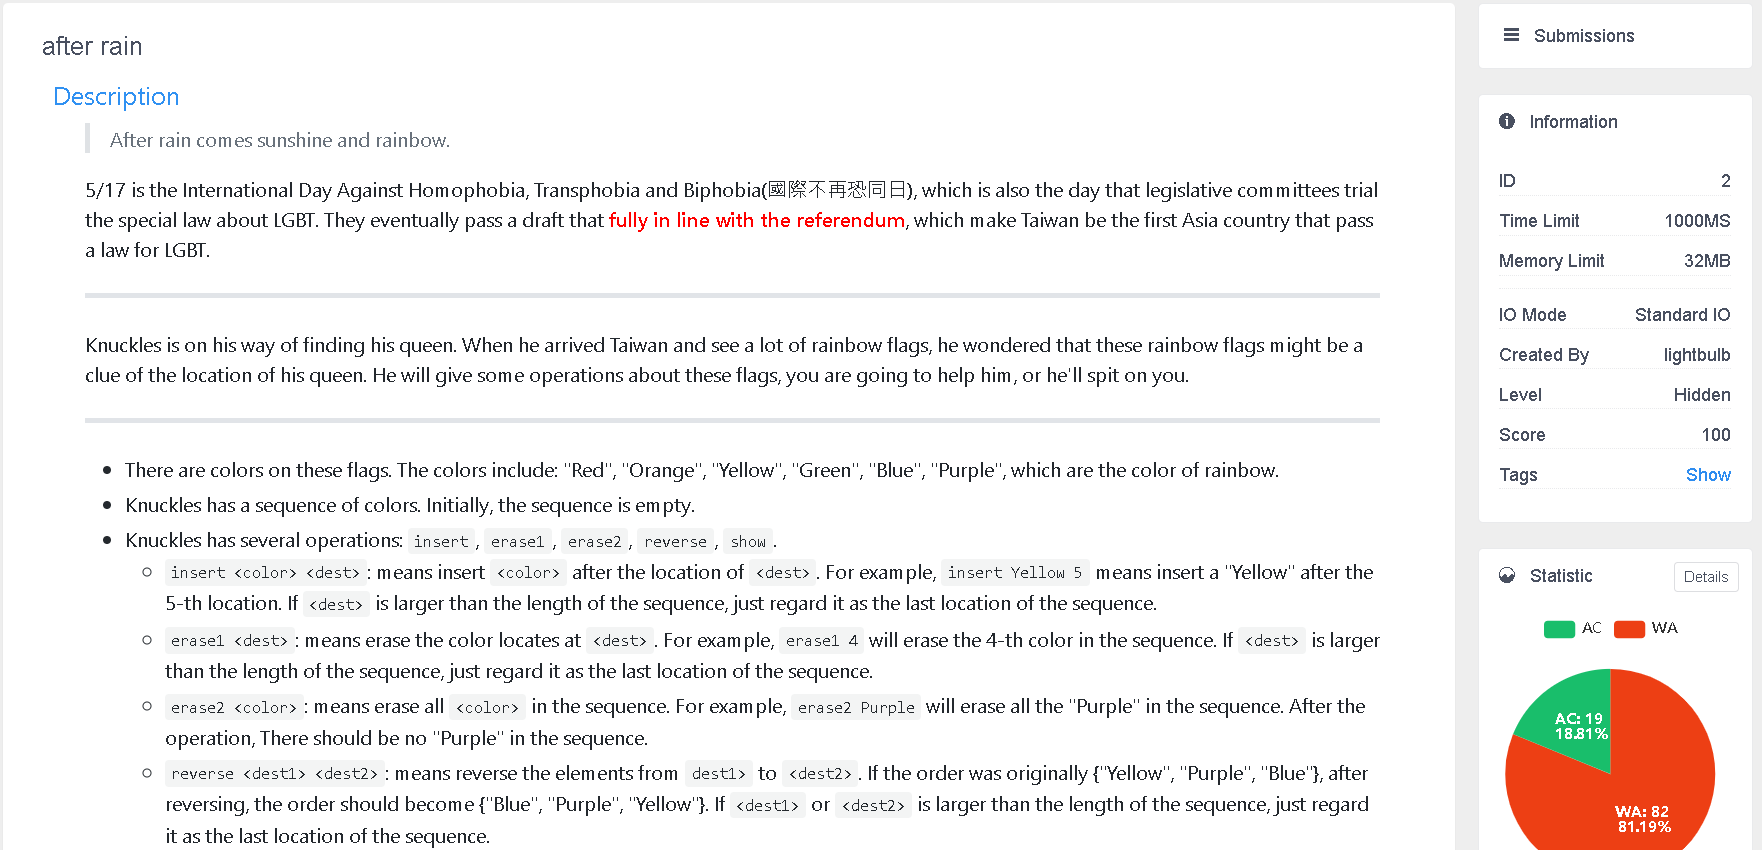 after rain
Description
After rain comes sunshine and rainbow.
5/17 is the International Day Against Homophobia, Transphobia and Biphobia(國際不再恐同日), which is also the day that legislative committees trial
the special law about LGBT. They eventually pass a draft that fully in line with the referendum, which make Taiwan be the first Asia country that pass
a law for LGBT.
Knuckles is on his way of finding his queen. When he arrived Taiwan and see a lot of rainbow flags, he wondered that these rainbow flags might be a
clue of the location of his queen. He will give some operations about these flags, you are going to help him, or he'll spit on you.
• There are colors on these flags. The colors include: "Red", "Orange", "Yellow", "Green", "Blue", "Purple", which are the color of rainbow.
• Knuckles has a sequence of colors. Initially, the sequence is empty.
• Knuckles has several operations: insert , erase1 , erase2 , reverse , show .
◦ insert <color> <dest> : means insert <color> after the location of <dest> . For example, insert Yellow 5 means insert a "Yellow" after the
5-th location. If <dest> is larger than the length of the sequence, just regard it as the last location of the sequence.
◦ erase1 <dest> : means erase the color locates at <dest> . For example, erase1 4 will erase the 4-th color in the sequence. If <dest> is larger
than the length of the sequence, just regard it as the last location of the sequence.
◦ erase2 <color> : means erase all <color> in the sequence. For example, erase2 Purple will erase all the "Purple" in the sequence. After the
operation, There should be no "Purple" in the sequence.
◦ reverse <dest1> <dest2> : means reverse the elements from dest1> to <dest2> . If the order was originally {"Yellow", "Purple", "Blue"}, after
reversing, the order should become {"Blue", "Purple", "Yellow"}. If <dest1> or <dest2> is larger than the length of the sequence, just regard
it as the last location of the sequence.
Submissions
Information
ID 2
Time Limit 1000MS
Memory Limit 32MB
IO Mode Standard IO
Created By lightbulb
Level Hidden
Score 100
Tags Show
Statistic Details
AC WA
AC: 19
18.81%
WA: 82
81.19%